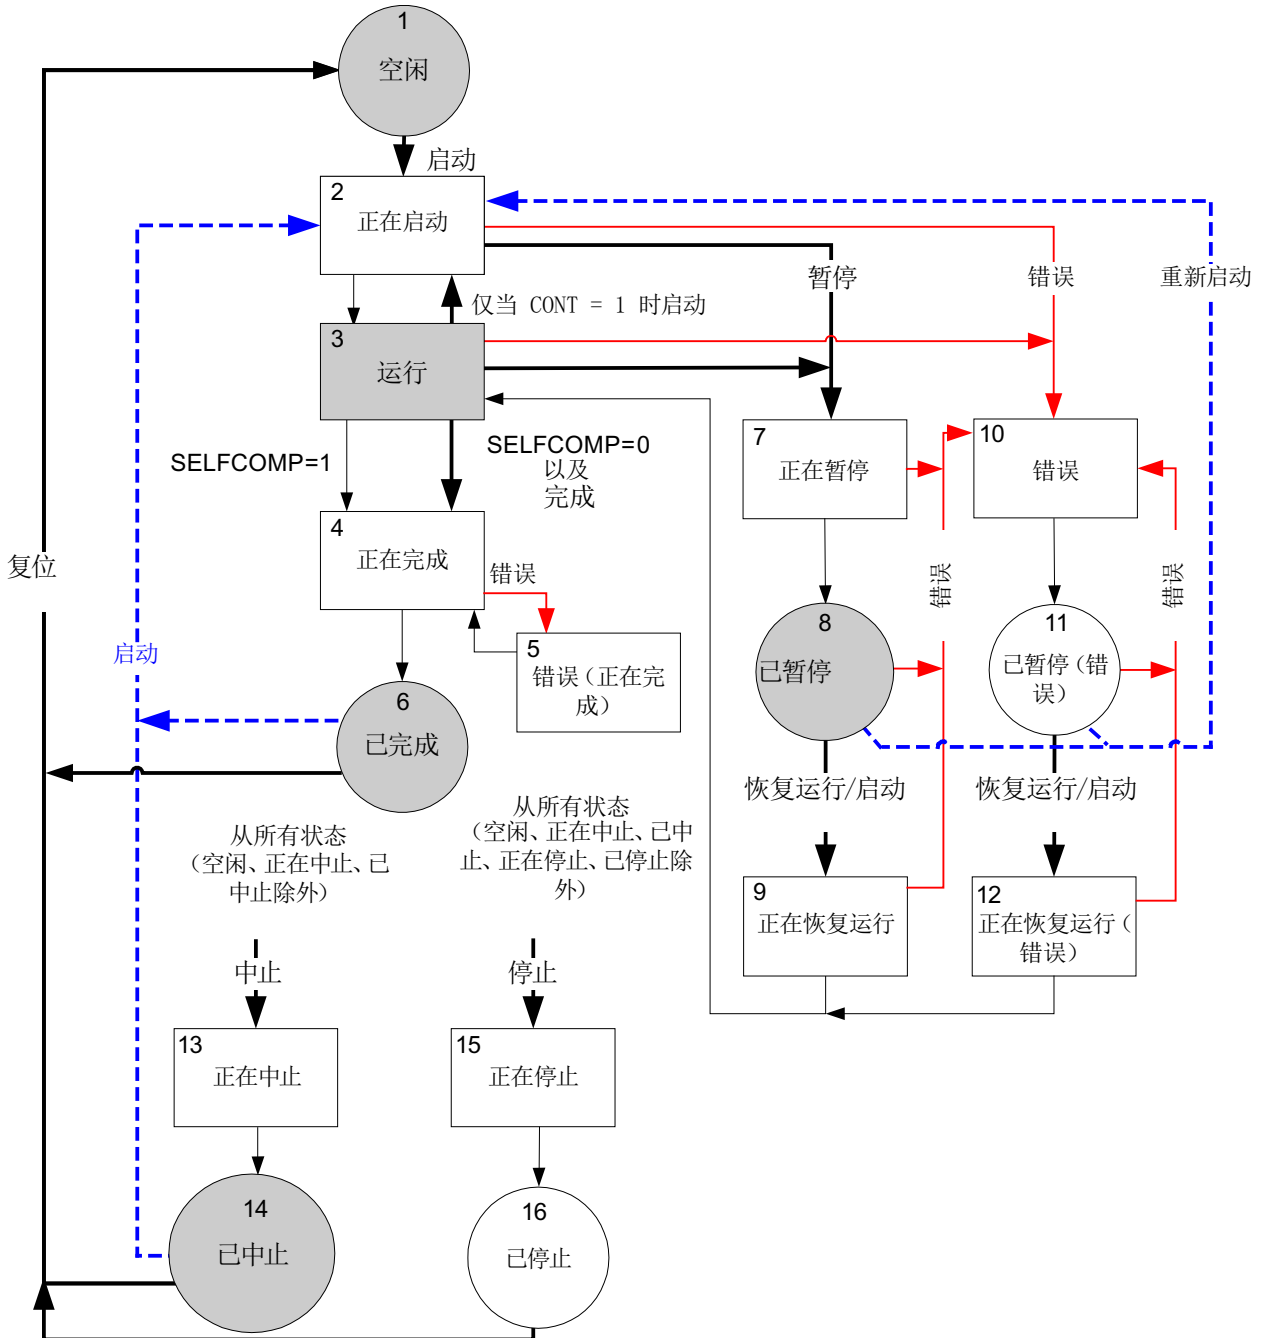 1
空闲
启动
2
正在启动
暂停
错误
重新启动
仅当 CONT = 1 时启动
3
运行
SELFCOMP=1
SELFCOMP=0
以及
完成
7
正在暂停
10
错误
4
正在完成
错误
复位
错误
错误
5
错误（正在完
成）
启动
8
已暂停
11
已暂停（错
误）
6
已完成
恢复运行/启动
恢复运行/启动
从所有状态
（空闲、正在中止、已
中止除外）
从所有状态
（空闲、正在中止、已中
止、正在停止、已停止除
外）
9
正在恢复运行
12
正在恢复运行（
错误）
中止
停止
13
正在中止
15
正在停止
14
已中止
16
已停止